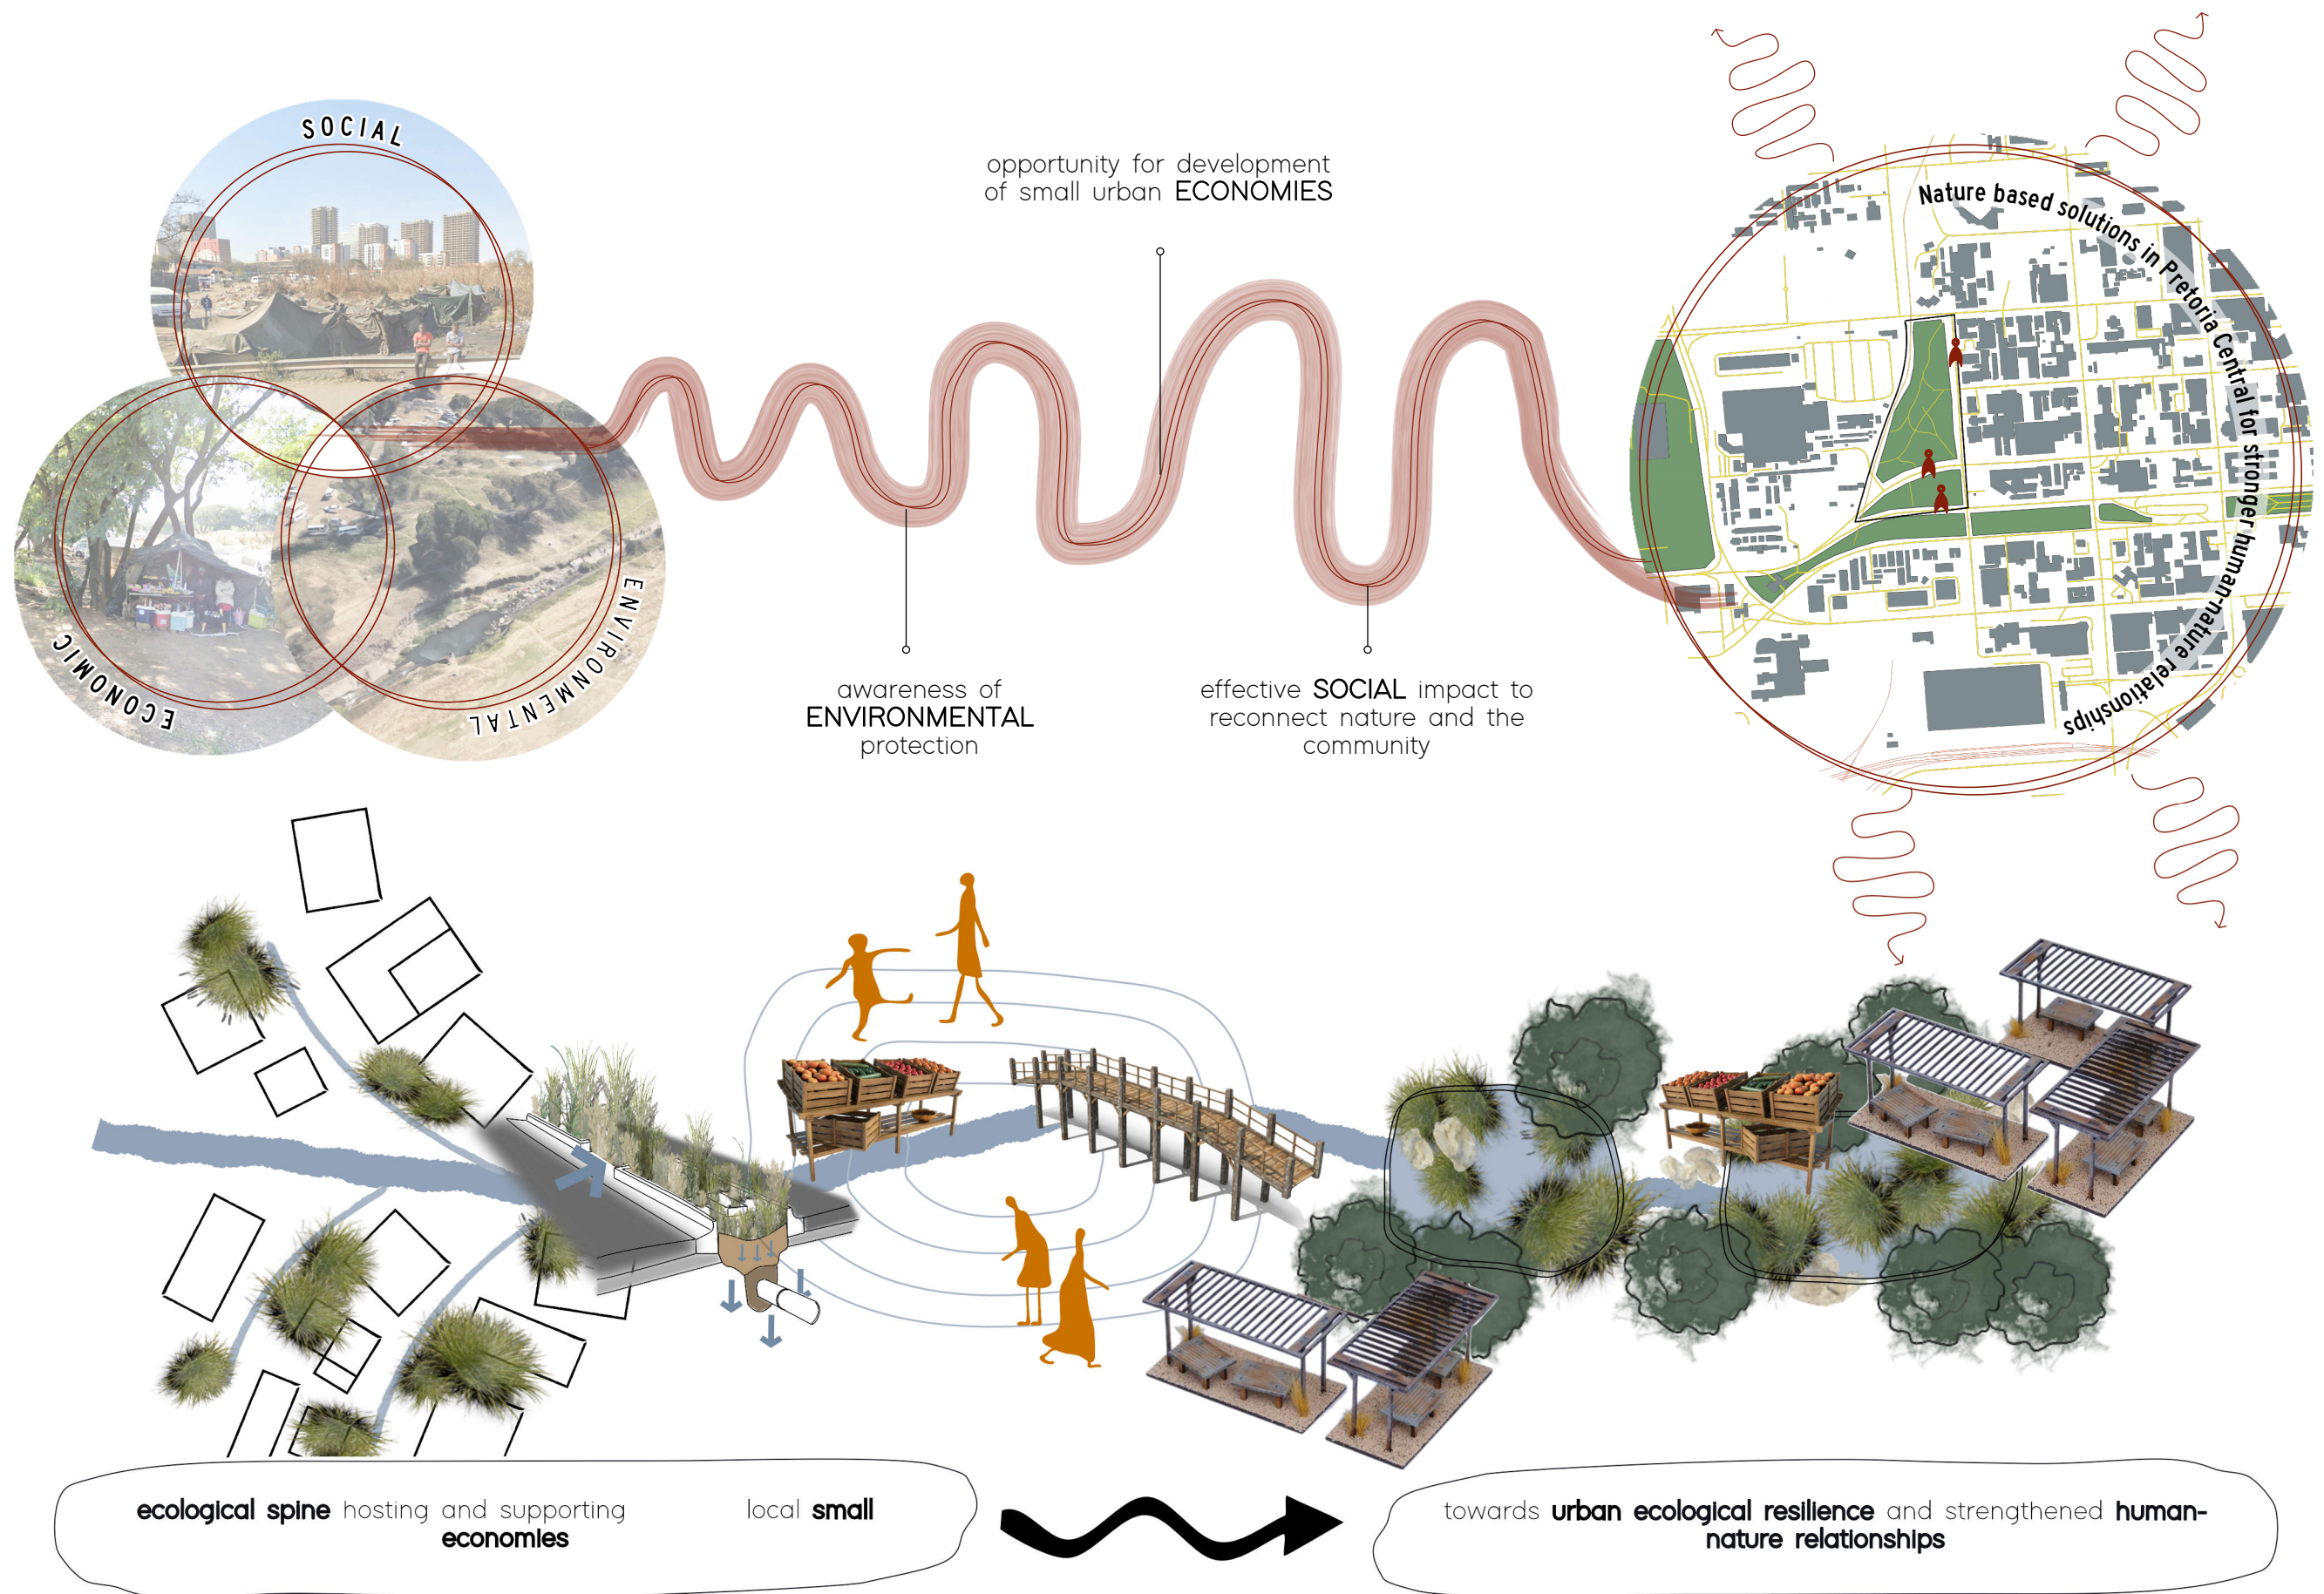 SOCIAL
ECONOMIC
ENVIRONMENTAL
opportunity for development
of small urban ECONOMIES
awareness of
ENVIRONMENTAL
protection
effective SOCIAL impact to
reconnect nature and the
community
Nature based solutions in Pretoria Central for stronger human-nature relationships
ecological spine hosting and supporting local small
economies
towards urban ecological resilience and strengthened human-
nature relationships